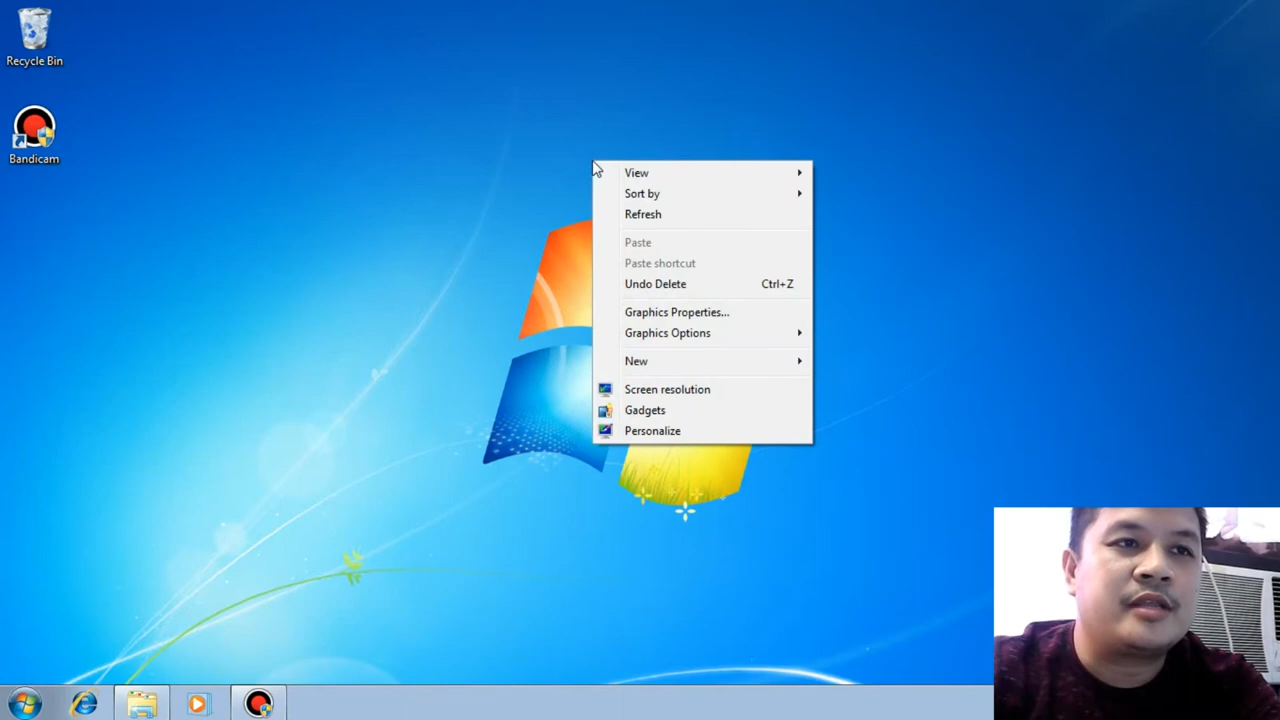 Recycle Bin
Bandicam
View
Sort by
Refresh
Paste
Paste shortcut
Undo Delete Ctrl+Z
Graphics Properties...
Graphics Options
New
Screen resolution
Gadgets
Personalize